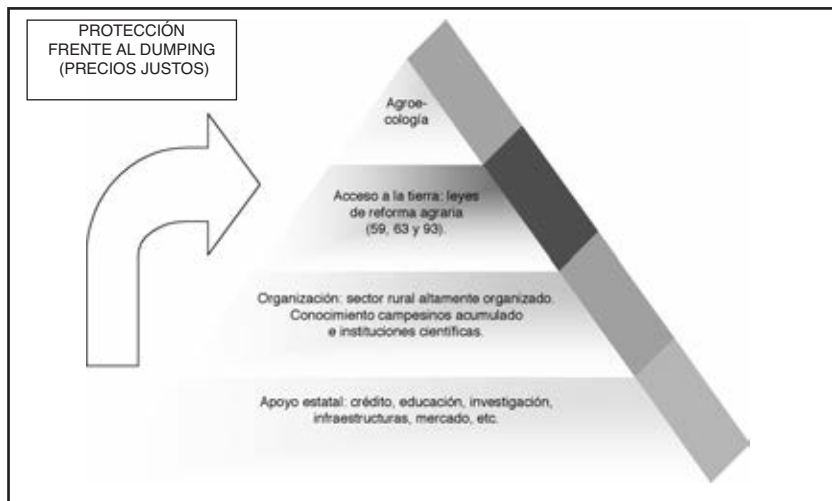 PROTECCIÓN
FRENTE AL DUMPING
(PRECIOS JUSTOS)
Agroe-
cología
Acceso a la tierra: leyes
de reforma agraria
(59, 63 y 93).
Organización: sector rural altamente organizado.
Conocimiento campesinos acumulado
e instituciones científicas.
Apoyo estatal: crédito, educación, investigación,
infraestructuras, mercado, etc.